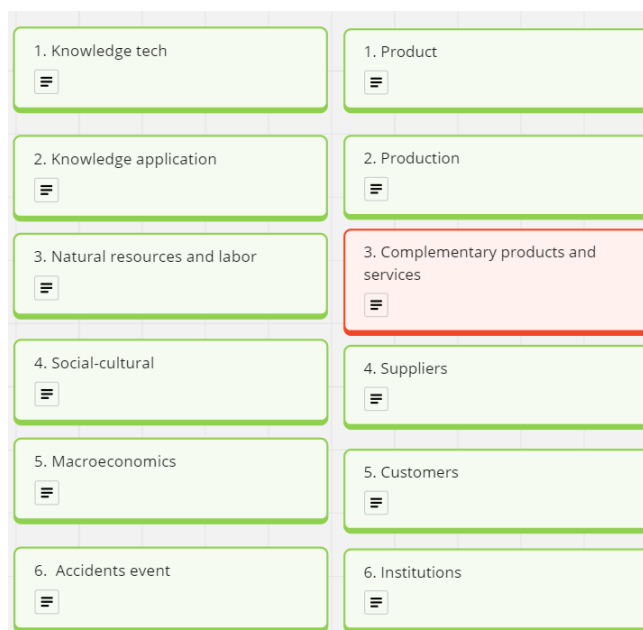 1. Knowledge tech
2. Knowledge application
3. Natural resources and labor
4. Social-cultural
5. Macroeconomics
6. Accidents event
1. Product
2. Production
3. Complementary products and
services
4. Suppliers
5. Customers
6. Institutions